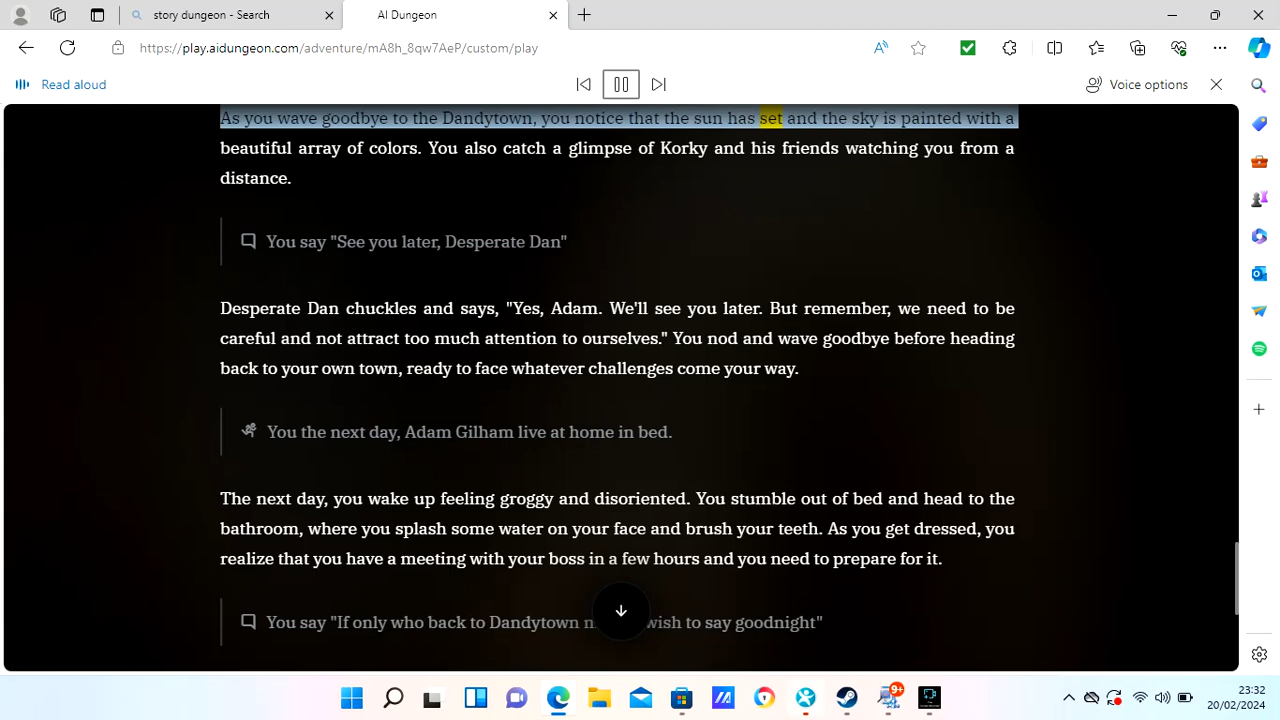 story dungeon - Search
AI Dungeon
https://play.aidungeon.com/adventure/mA8h_8qw7AeP/custom/play
Read aloud
Voice options
As you wave goodbye to the Dandytown, you notice that the sun has set and the sky is painted with a
beautiful array of colors. You also catch a glimpse of Korky and his friends watching you from a
distance.
You say "See you later, Desperate Dan"
Desperate Dan chuckles and says, "Yes, Adam. We'll see you later. But remember, we need to be
careful and not attract too much attention to ourselves." You nod and wave goodbye before heading
back to your own town, ready to face whatever challenges come your way.
You the next day, Adam Gilham live at home in bed.
The next day, you wake up feeling groggy and disoriented. You stumble out of bed and head to the
bathroom, where you splash some water on your face and brush your teeth. As you get dressed, you
realize that you have a meeting with your boss in a few hours and you need to prepare for it.
You say "If only who back to Dandytown wish to say goodnight"
9+
23:32
20/02/2024